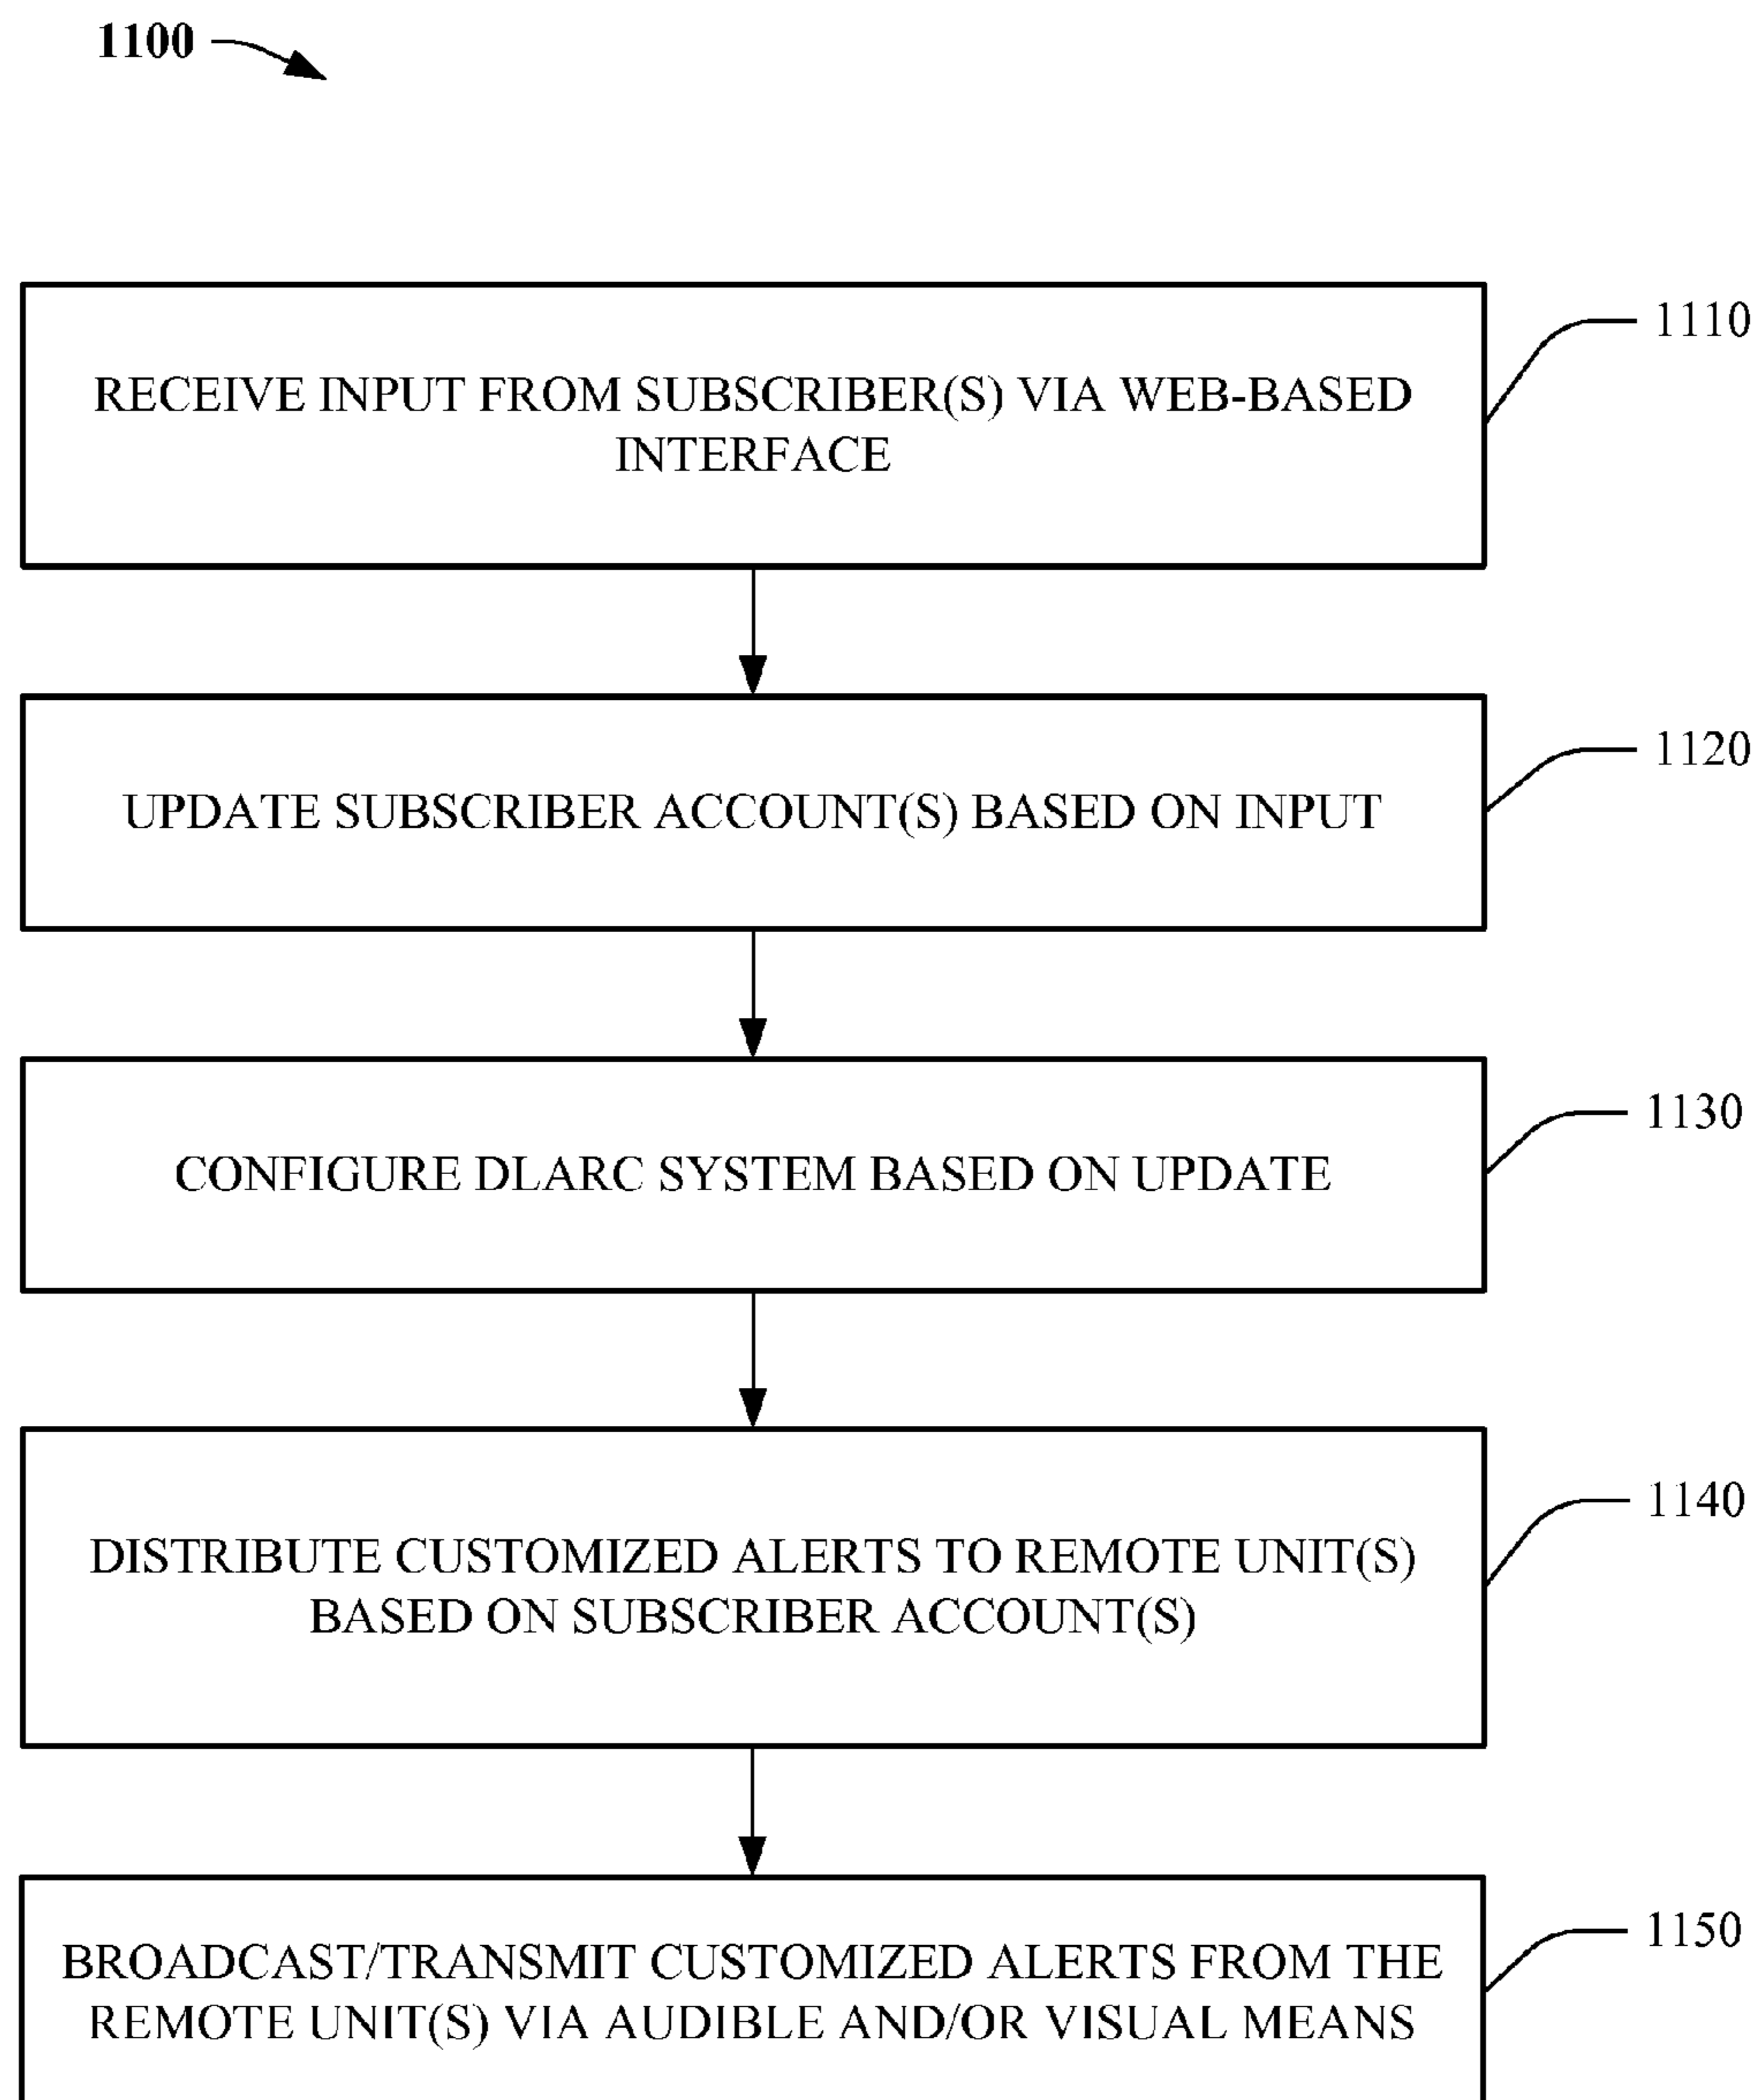 1100
RECEIVE INPUT FROM SUBSCRIBER(S) VIA WEB-BASED
INTERFACE
1110
UPDATE SUBSCRIBER ACCOUNT(S) BASED ON INPUT
1120
CONFIGURE DLARC SYSTEM BASED ON UPDATE
1130
DISTRIBUTE CUSTOMIZED ALERTS TO REMOTE UNIT(S)
BASED ON SUBSCRIBER ACCOUNT(S)
1140
BROADCAST/TRANSMIT CUSTOMIZED ALERTS FROM THE
REMOTE UNIT(S) VIA AUDIBLE AND/OR VISUAL MEANS
1150